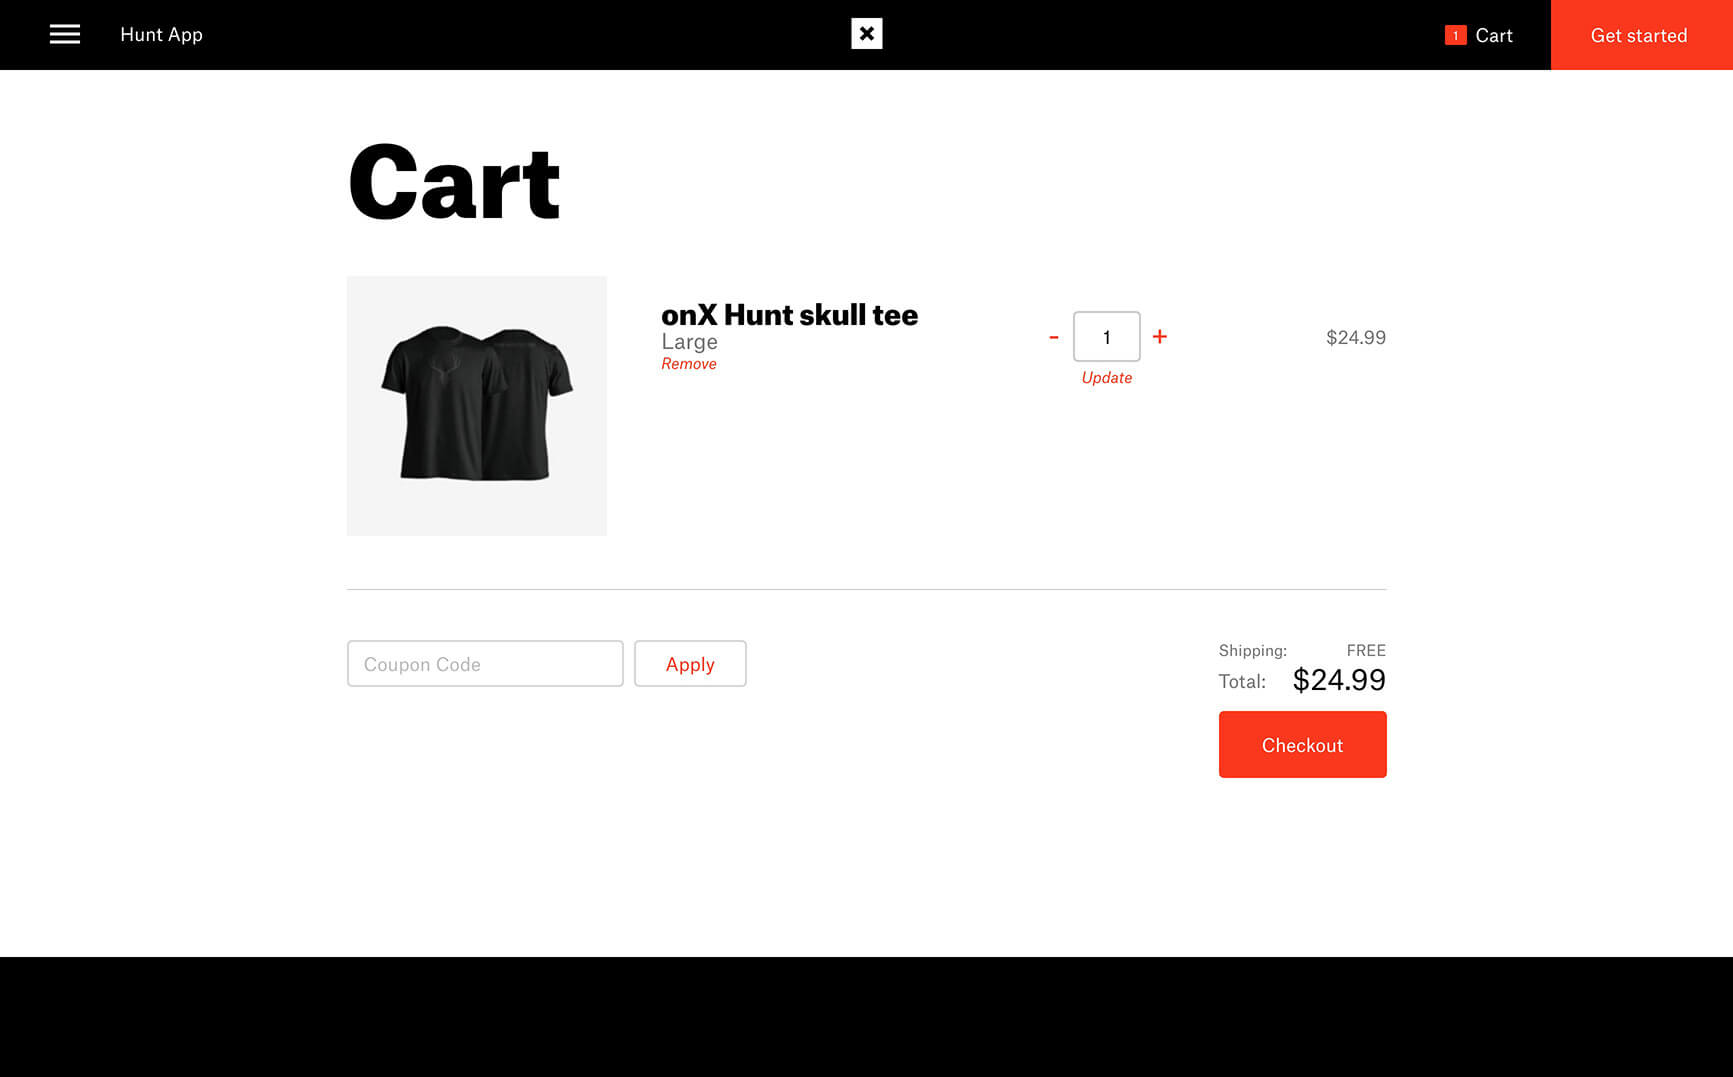 Hunt App
1 Cart
Get started
Cart
onX Hunt skull tee
Large
Remove
- 1 +
Update
$24.99
Coupon Code
Apply
Shipping: FREE
Total: $24.99
Checkout